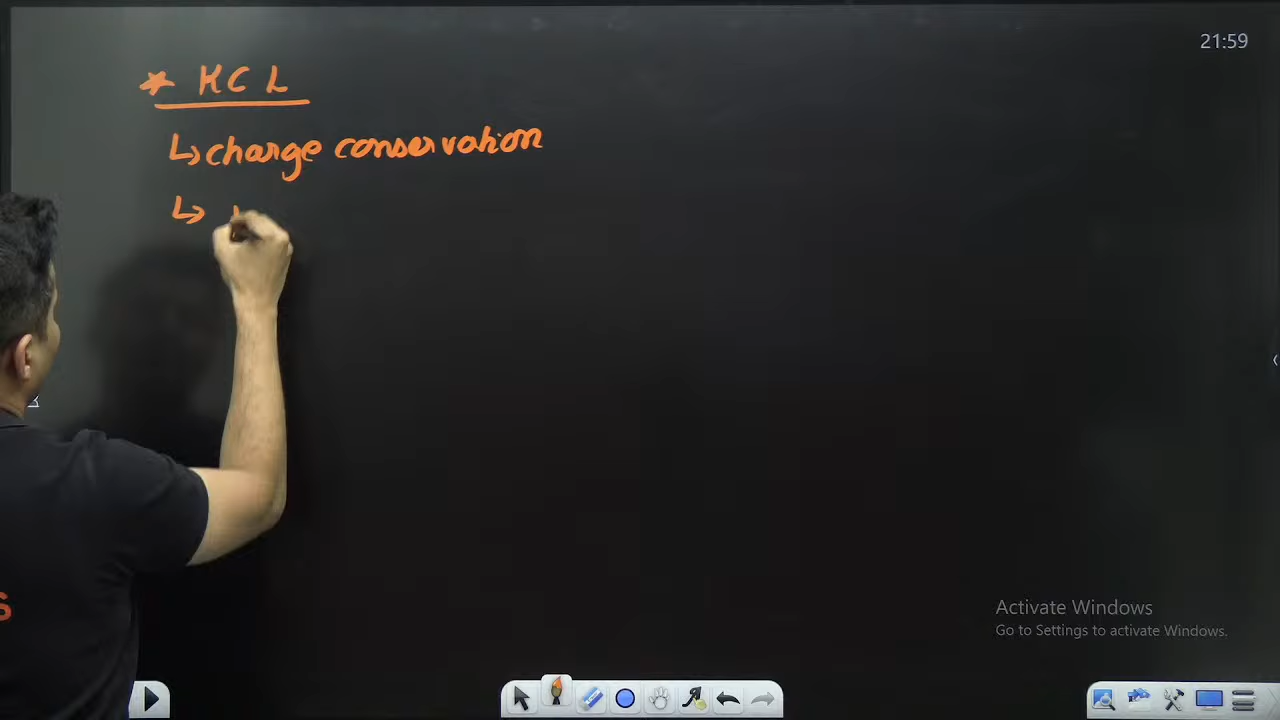 21:59
* KCL
↳ charge conservation
↳
Activate Windows
Go to Settings to activate Windows.
S